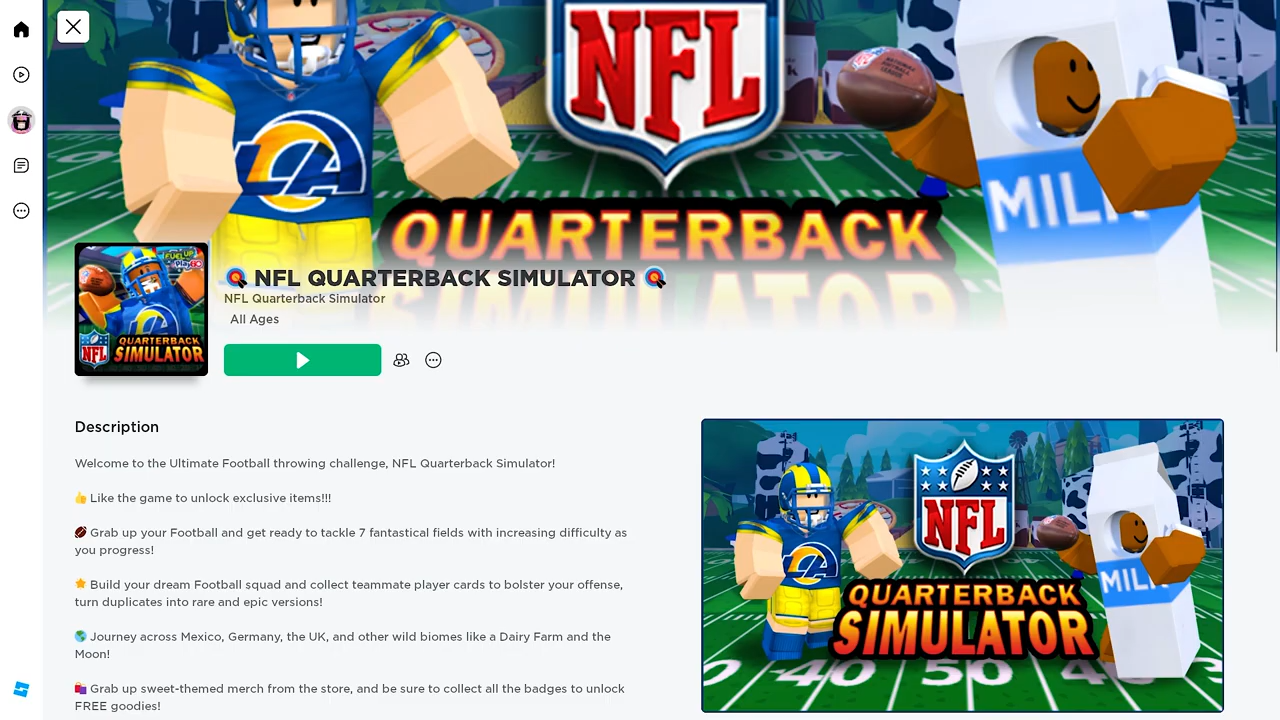 NFL
MILK
QUARTERBACK
SIMULATOR
FUEL UP
Play 60
NFL
QUARTERBACK
SIMULATOR
🎯 NFL QUARTERBACK SIMULATOR 🎯
NFL Quarterback Simulator
All Ages
Description
Welcome to the Ultimate Football throwing challenge, NFL Quarterback Simulator!
👍 Like the game to unlock exclusive items!!!
🏈 Grab up your Football and get ready to tackle 7 fantastical fields with increasing difficulty as
you progress!
⭐ Build your dream Football squad and collect teammate player cards to bolster your offense,
turn duplicates into rare and epic versions!
🌎 Journey across Mexico, Germany, the UK, and other wild biomes like a Dairy Farm and the
Moon!
🛍️ Grab up sweet-themed merch from the store, and be sure to collect all the badges to unlock
FREE goodies!
NFL
MIL
QUARTERBACK
SIMULATOR
40 50 4